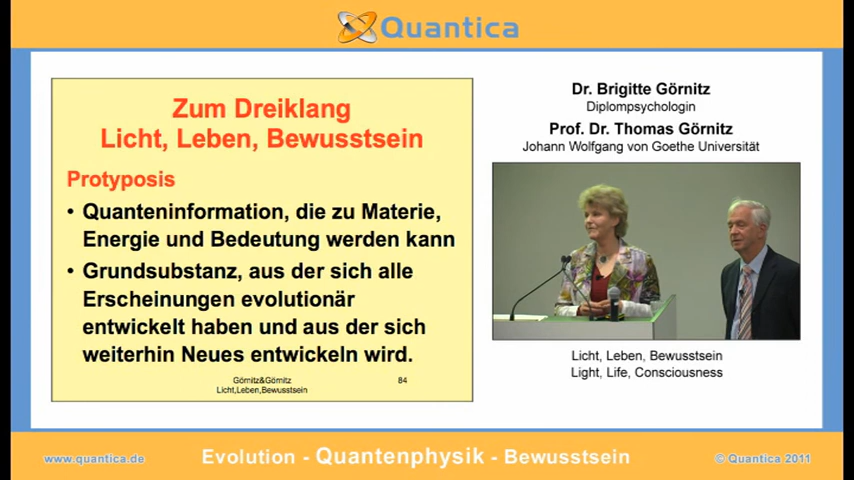 Quantica
Zum Dreiklang
Licht, Leben, Bewusstsein
Protyposis
• Quanteninformation, die zu Materie,
Energie und Bedeutung werden kann
• Grundsubstanz, aus der sich alle
Erscheinungen evolutionär
entwickelt haben und aus der sich
weiterhin Neues entwickeln wird.
Görnitz&Görnitz
Licht,Leben,Bewusstsein
84
Dr. Brigitte Görnitz
Diplompsychologin
Prof. Dr. Thomas Görnitz
Johann Wolfgang von Goethe Universität
Licht, Leben, Bewusstsein
Light, Life, Consciousness
www.quantica.de
Evolution - Quantenphysik - Bewusstsein
© Quantica 2011